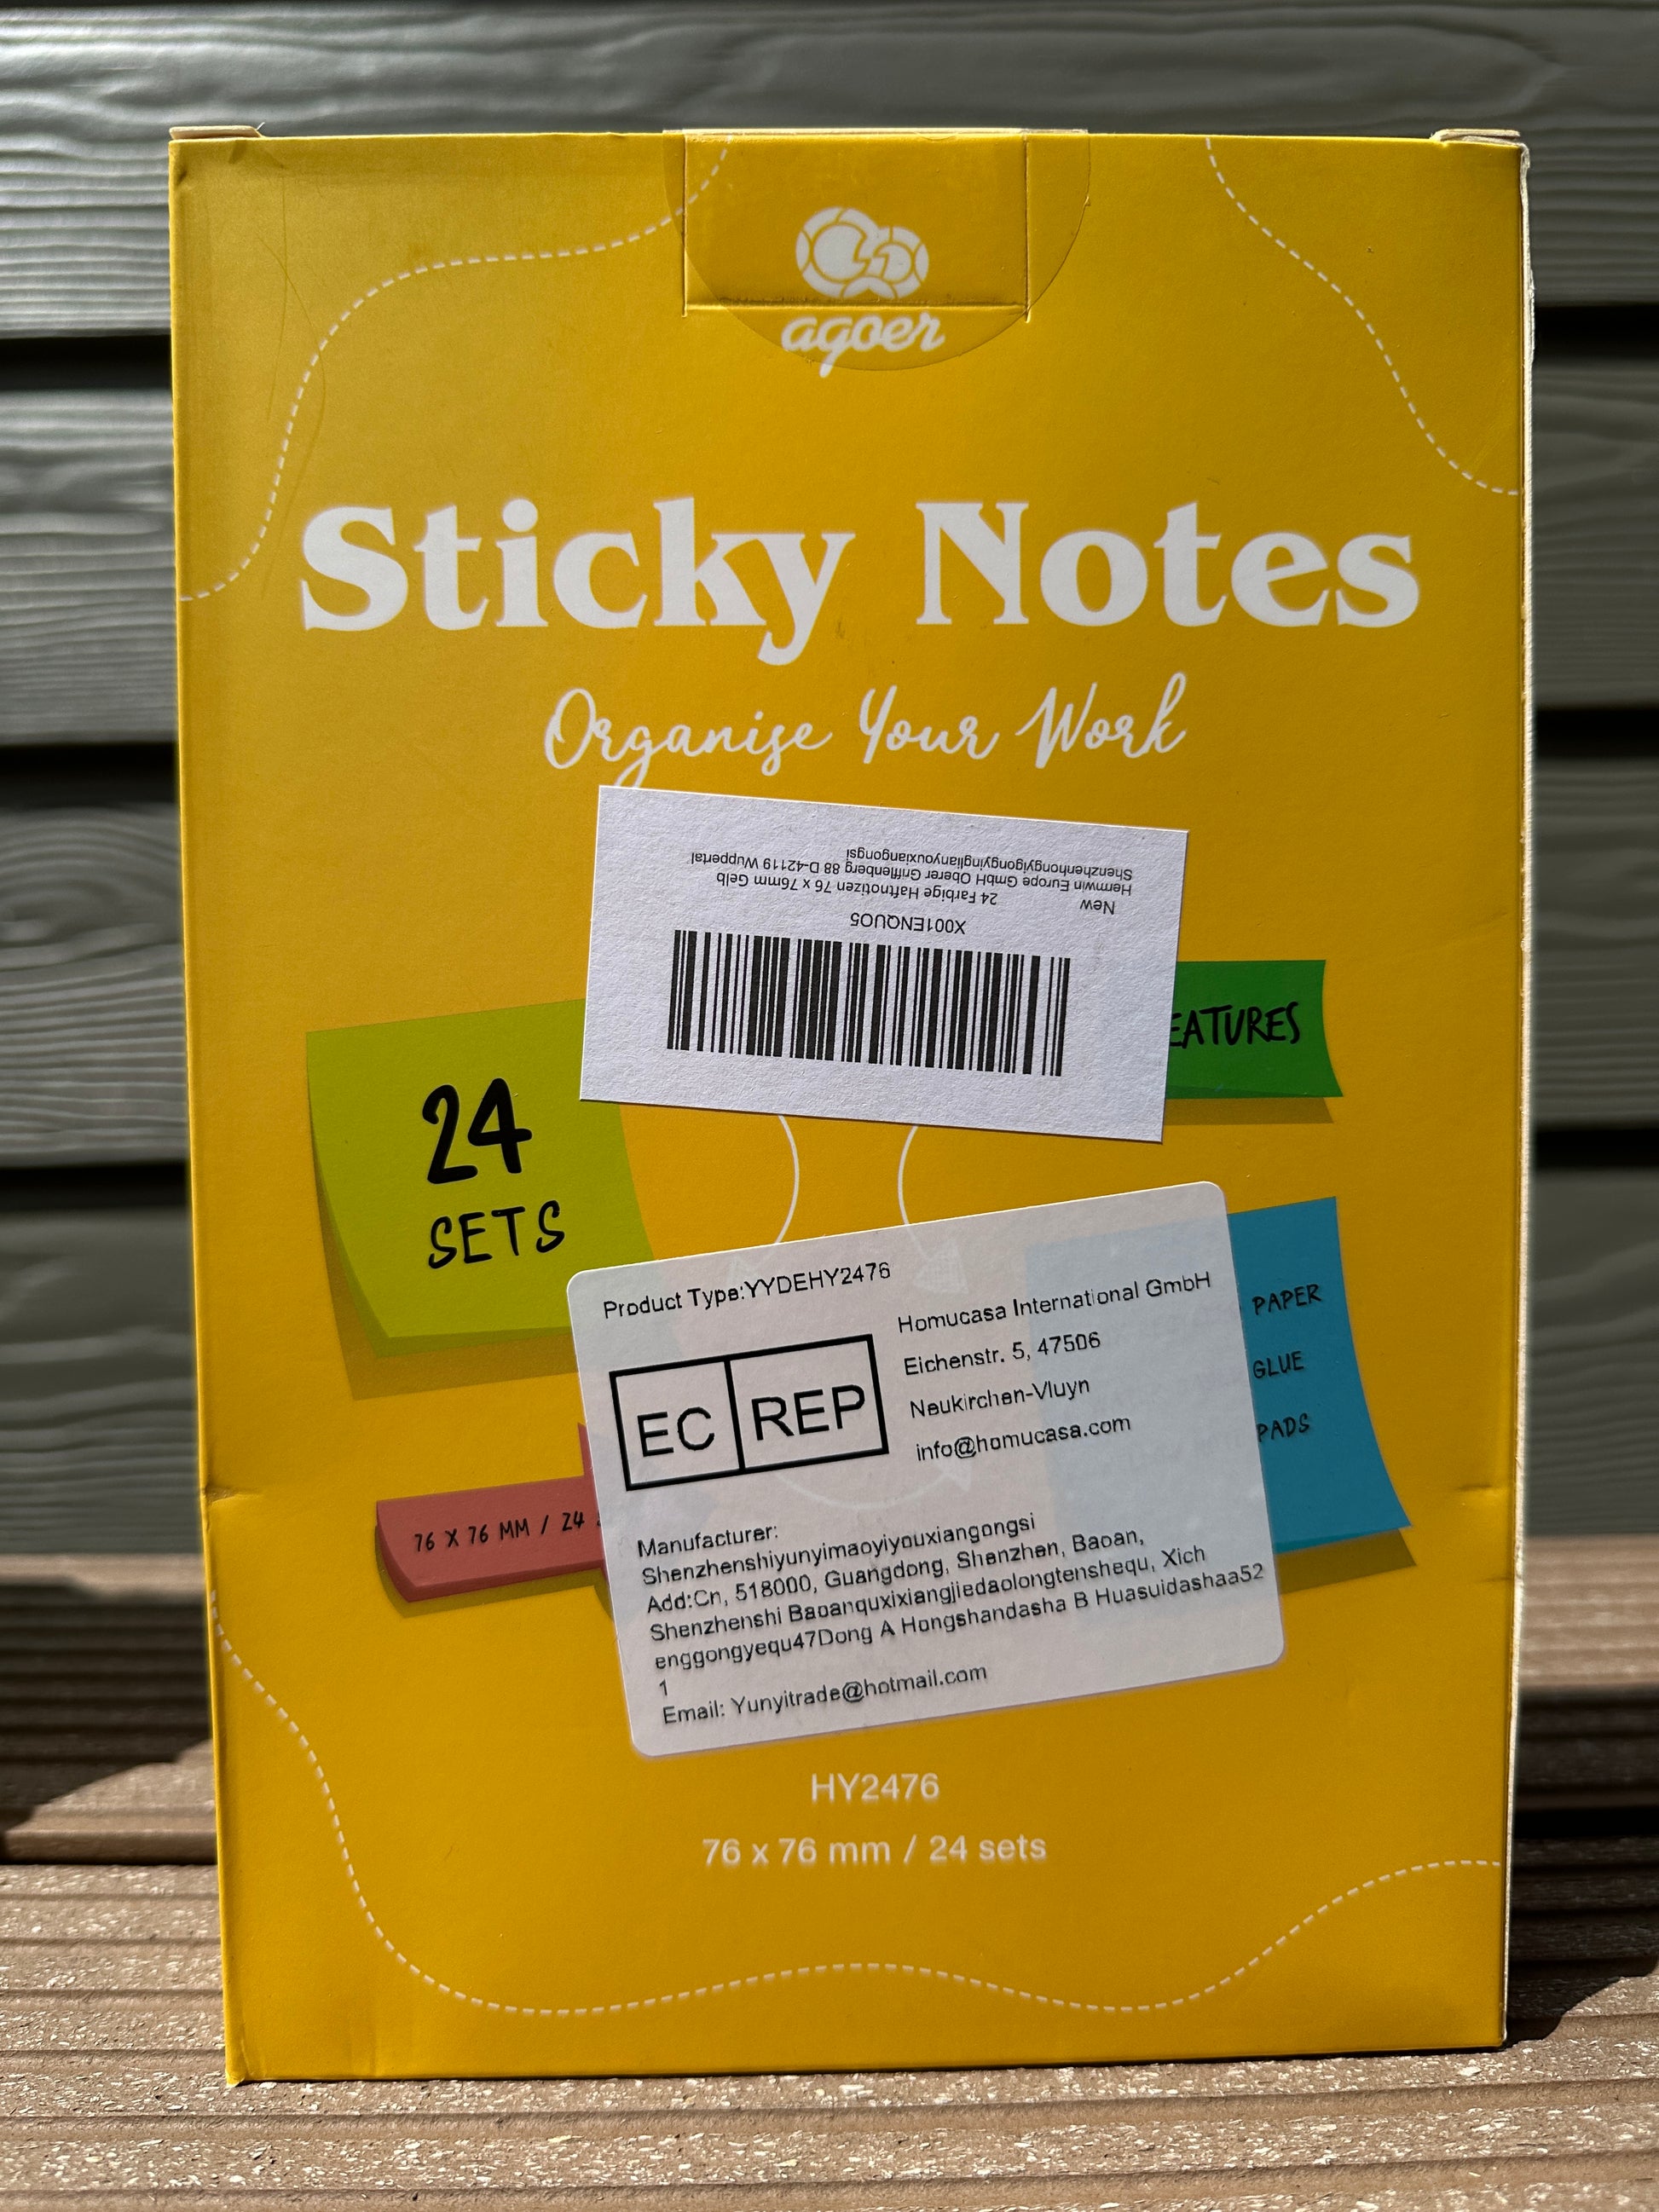 agoer
Sticky Notes
Organise Your Work
Shenzhenhongyigongyinglianyouxiangongsi
Hermwin Europe GmbH Oberer Grifflenberg 88 D-42119 Wuppertal
24 Farbige Haftnotizen 76 x 76mm Gelb
New
X001ENQUO5
EATURES
24
SETS
PAPER
GLUE
PADS
76 X 76 MM / 24
Product Type:YYDEHY2476
EC REP
Homucasa International GmbH
Eichenstr. 5, 47506
Neukirchen-Vluyn
info@homucasa.com
Manufacturer:
Shenzhenshiyunyimaoyiyouxiangongsi
Add:Cn, 518000, Guangdong, Shenzhen, Baoan,
Shenzhenshi Baoanquxixiangjiedaolongtenshequ, Xich
enggongyequ47Dong A Hongshandasha B Huasuidashaa52
1
Email: Yunyitrade@hotmail.com
HY2476
76 x 76 mm / 24 sets